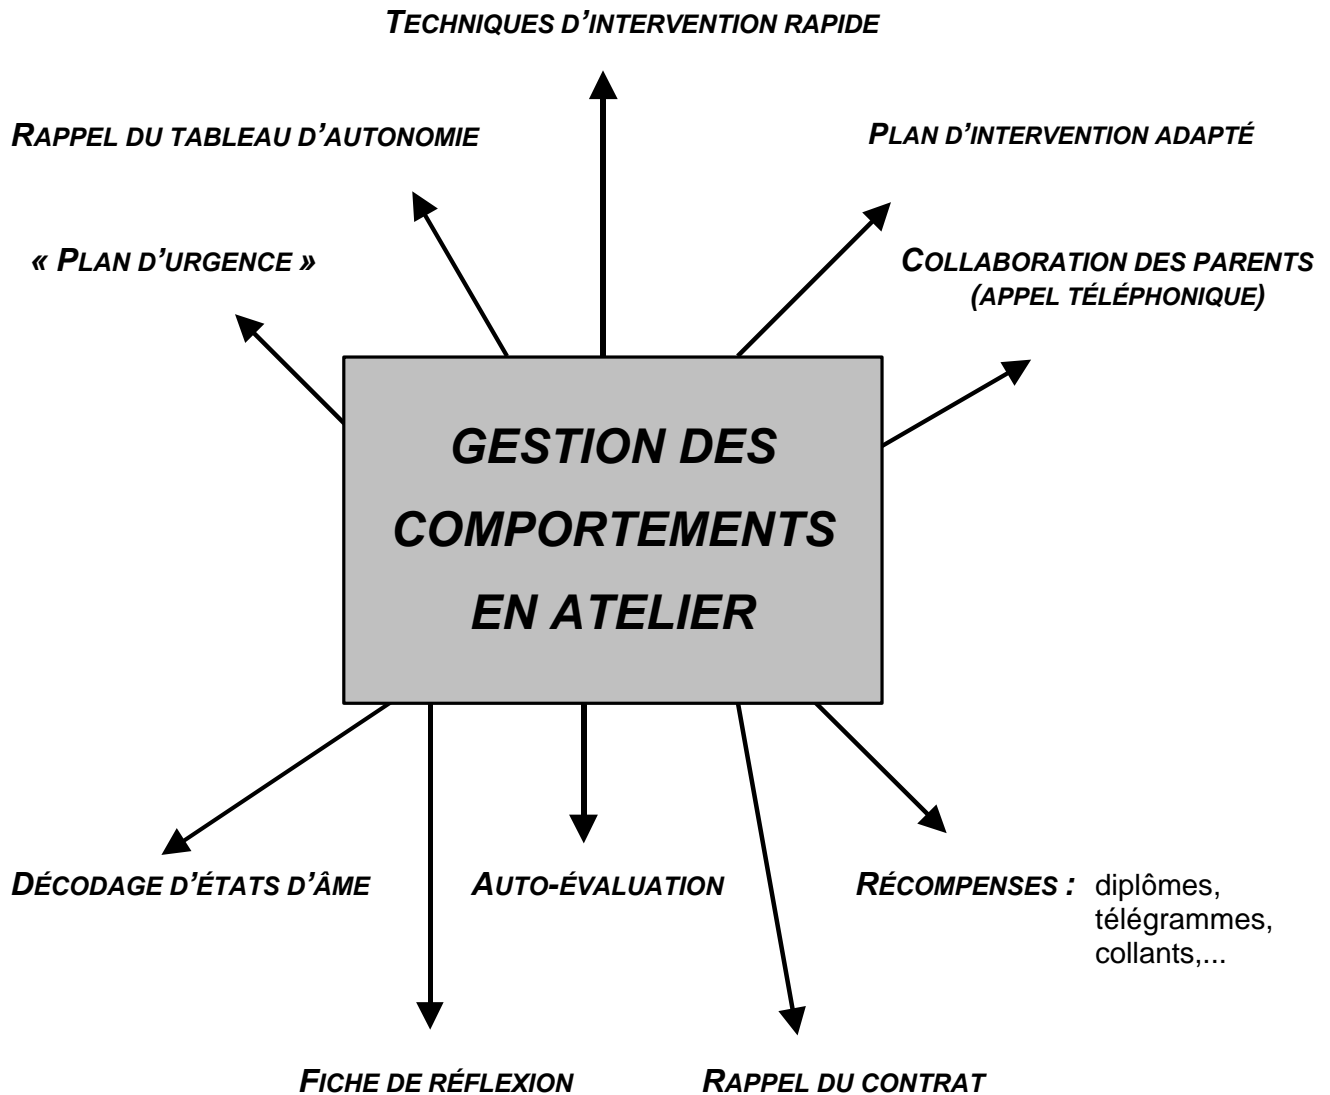 TECHNIQUES D'INTERVENTION RAPIDE
RAPPEL DU TABLEAU D'AUTONOMIE
PLAN D'INTERVENTION ADAPTÉ
« PLAN D'URGENCE »
COLLABORATION DES PARENTS
(APPEL TÉLÉPHONIQUE)
GESTION DES
COMPORTEMENTS
EN ATELIER
DÉCODAGE D'ÉTATS D'ÂME
AUTO-ÉVALUATION
RÉCOMPENSES : diplômes,
télégrammes,
collants,...
FICHE DE RÉFLEXION
RAPPEL DU CONTRAT